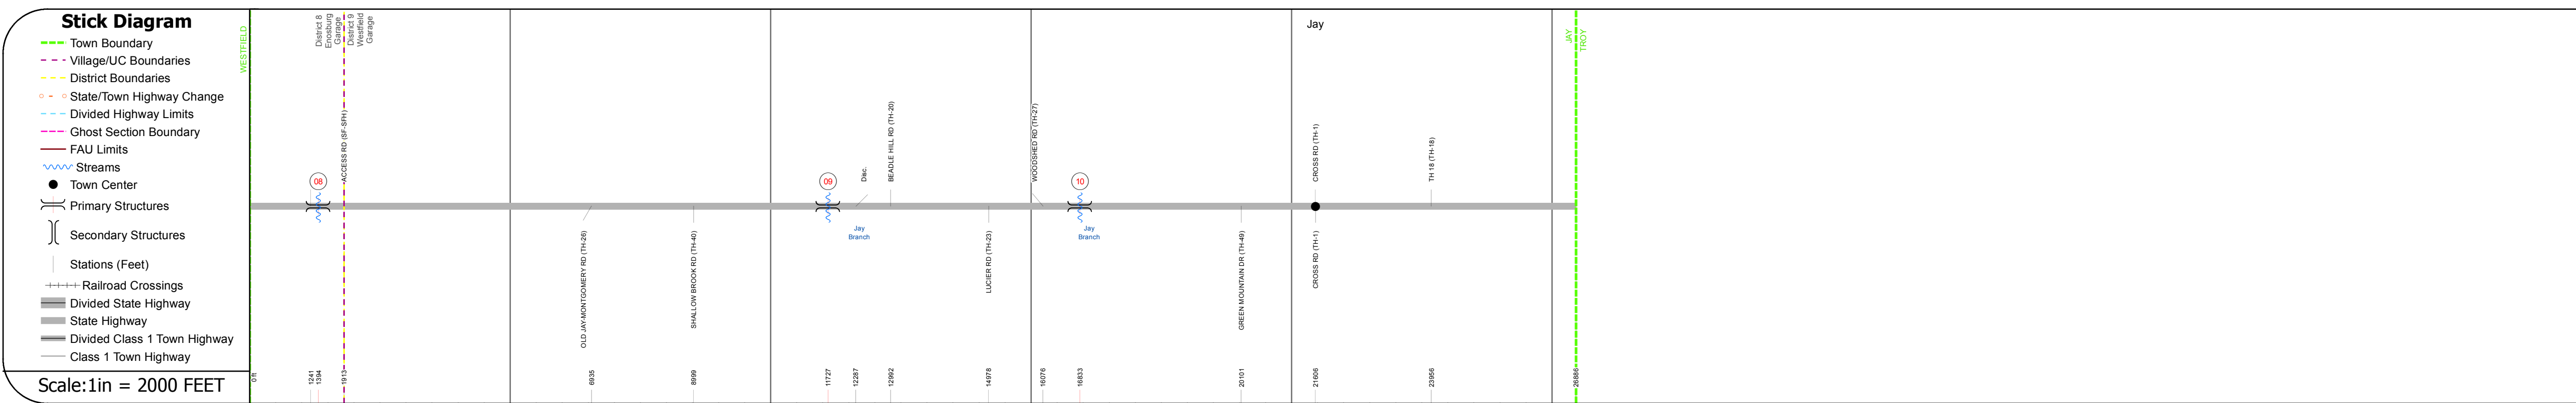 Stick Diagram
Town Boundary
Village/UC Boundaries
District Boundaries
State/Town Highway Change
Divided Highway Limits
Ghost Section Boundary
FAU Limits
Streams
Town Center
Primary Structures
Secondary Structures
Stations (Feet)
Railroad Crossings
Divided State Highway
State Highway
Divided Class 1 Town Highway
Class 1 Town Highway
Scale:1in = 2000 FEET
WESTFIELD
District 8
Enosburg
Garage
District 9
Westfield
Garage
Jay
JAY
TROY
ACCESS RD (SF-SFH)
Disc.
BEADLE HILL RD (TH-20)
WOODSHED RD (TH-27)
CROSS RD (TH-1)
TH 18 (TH-18)
08
09
10
Jay
Branch
Jay
Branch
OLD JAY-MONTGOMERY RD (TH-26)
SHALLOW BROOK RD (TH-40)
LUCIER RD (TH-23)
GREEN MOUNTAIN DR (TH-49)
CROSS RD (TH-1)
0 ft
1241
1394
1913
6935
8999
11727
12287
12992
14978
16076
16833
20101
21606
23956
26886